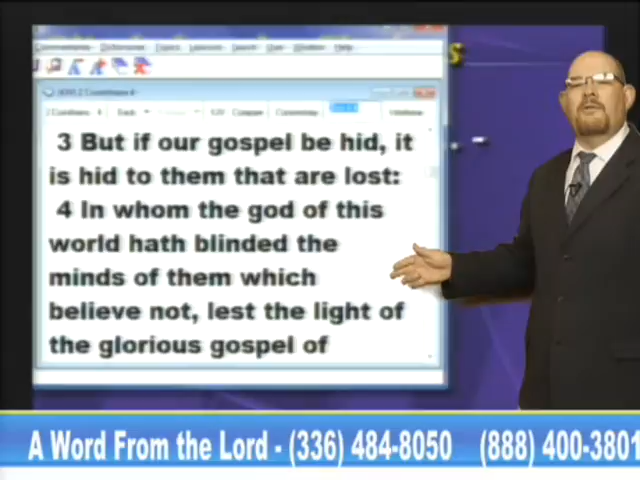 Help
3 But if our gospel be hid, it
is hid to them that are lost:
4 In whom the god of this
world hath blinded the
minds of them which
believe not, lest the light of
the glorious gospel of
A Word From the Lord - (336) 484-8050 (888) 400-3801